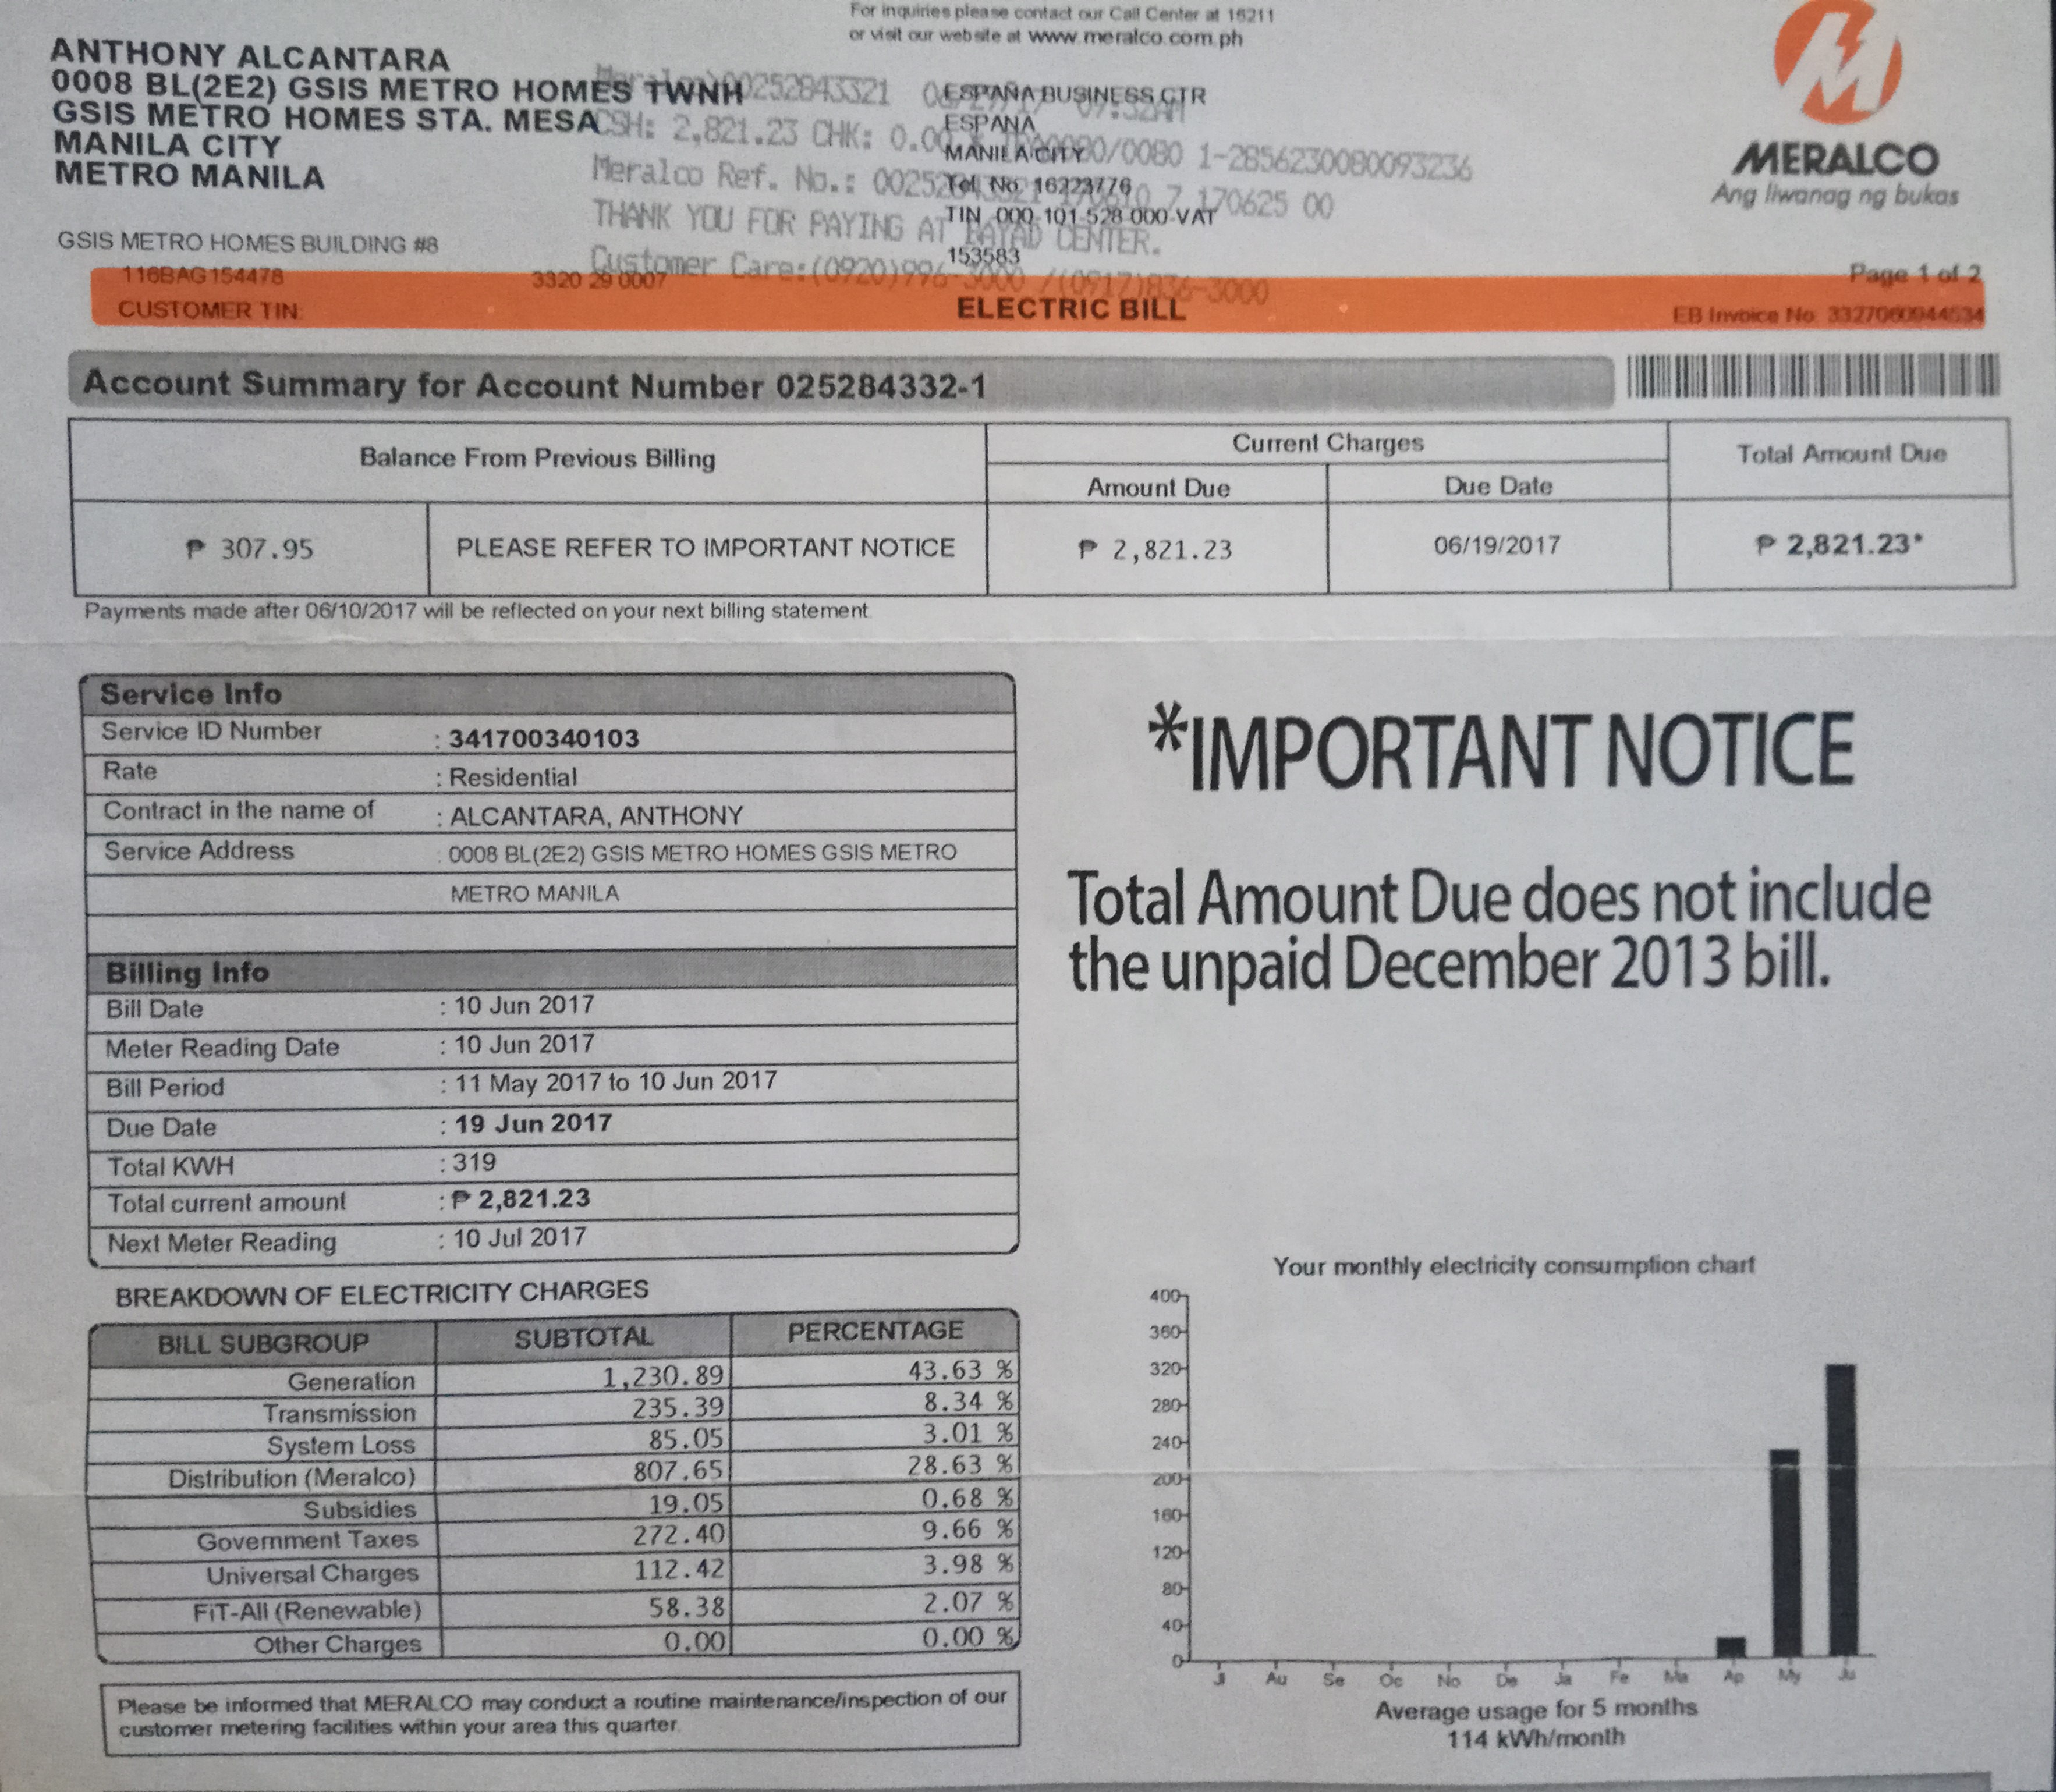 For inquiries please contact our Call Center at 16211
or visit our website at www.meralco.com.ph
ANTHONY ALCANTARA
0008 BL(2E2) GSIS METRO HOMES TWNH
GSIS METRO HOMES STA. MESA
MANILA CITY
METRO MANILA
GSIS METRO HOMES BUILDING #8
Meralco 00252843321
CSH: 2,821.23 CHK: 0.00
/0080 1-2856230080093236
Meralco Ref. No.:
170625 00
THANK YOU FOR PAYING AT BAYAD CENTER.
Customer Care:(0920)996-3000 /(0917)836-3000
ESPAÑA BUSINESS CTR
ESPANA
MANILA CITY
Tel. No. 16223776
TIN 000-101-528-000-VAT
153583
MERALCO
Ang liwanag ng bukas
116BAG154478 3320 29 0007 Page 1 of 2
CUSTOMER TIN: ELECTRIC BILL EB Invoice No. 3327060944534
Account Summary for Account Number 025284332-1
Balance From Previous Billing Current Charges Total Amount Due
Amount Due Due Date
₱ 307.95 PLEASE REFER TO IMPORTANT NOTICE ₱ 2,821.23 06/19/2017 ₱ 2,821.23*
Payments made after 06/10/2017 will be reflected on your next billing statement.
Service Info
Service ID Number : 341700340103
Rate : Residential
Contract in the name of : ALCANTARA, ANTHONY
Service Address : 0008 BL(2E2) GSIS METRO HOMES GSIS METRO
METRO MANILA
Billing Info
Bill Date : 10 Jun 2017
Meter Reading Date : 10 Jun 2017
Bill Period : 11 May 2017 to 10 Jun 2017
Due Date : 19 Jun 2017
Total KWH : 319
Total current amount : ₱ 2,821.23
Next Meter Reading : 10 Jul 2017
*IMPORTANT NOTICE
Total Amount Due does not include
the unpaid December 2013 bill.
BREAKDOWN OF ELECTRICITY CHARGES
BILL SUBGROUP SUBTOTAL PERCENTAGE
Generation 1,230.89 43.63 %
Transmission 235.39 8.34 %
System Loss 85.05 3.01 %
Distribution (Meralco) 807.65 28.63 %
Subsidies 19.05 0.68 %
Government Taxes 272.40 9.66 %
Universal Charges 112.42 3.98 %
FiT-All (Renewable) 58.38 2.07 %
Other Charges 0.00 0.00 %
Please be informed that MERALCO may conduct a routine maintenance/inspection of our
customer metering facilities within your area this quarter.
Your monthly electricity consumption chart
400
360
320
280
240
200
160
120
80
40
0
Jl Au Se Oc No De Ja Fe Ma Ap My Ju
Average usage for 5 months
114 kWh/month